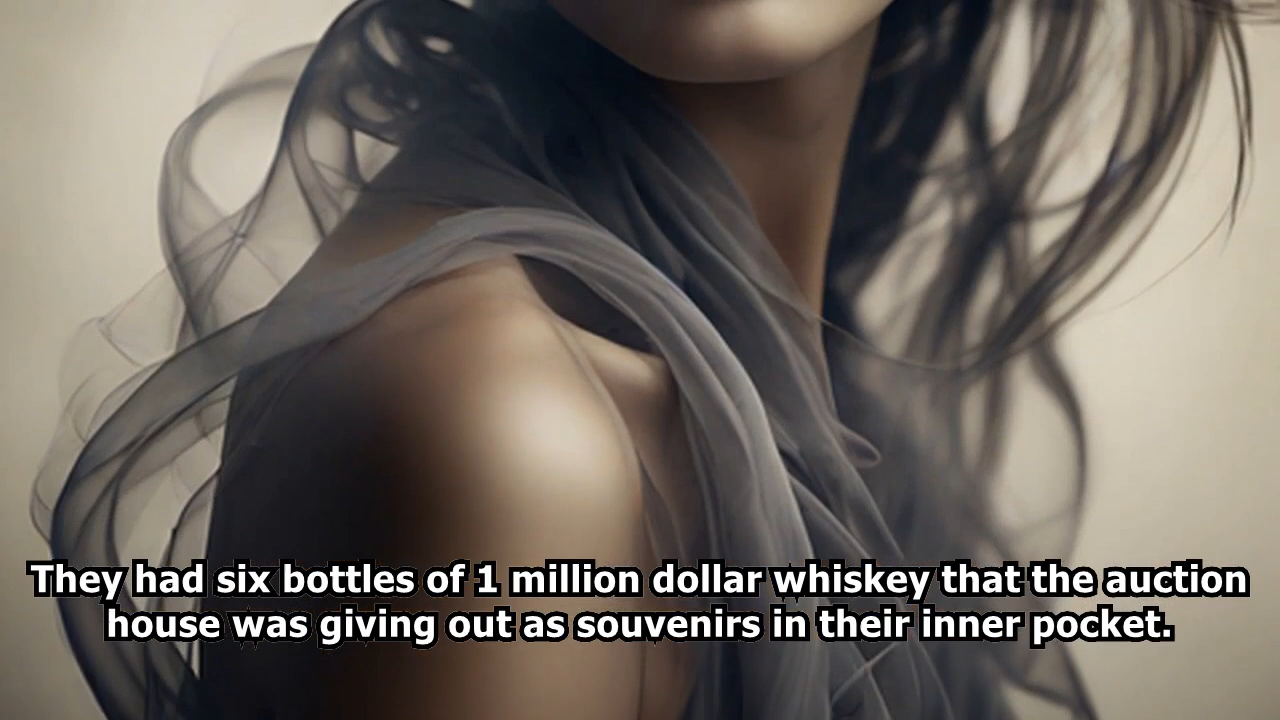 They had six bottles of 1 million dollar whiskey that the auction
house was giving out as souvenirs in their inner pocket.